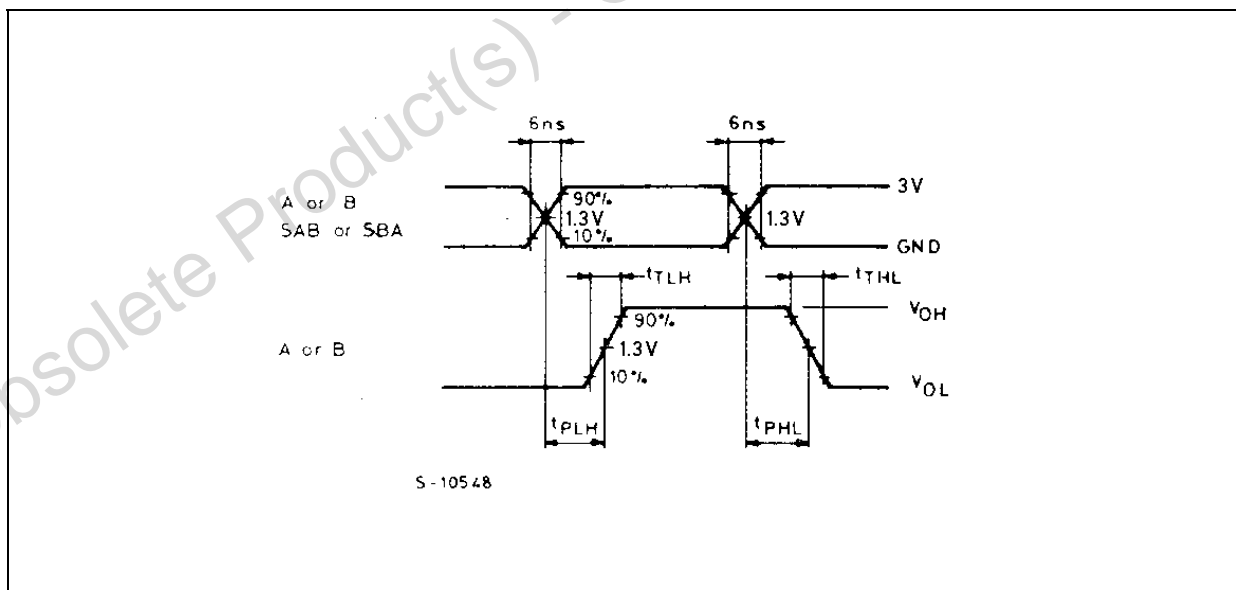 bsolete Product(s) -
6ns 6ns
3V
A or B
SAB or SBA
90%
1.3V
10%
1.3V
GND
tTLH tTHL
VOH
90%
A or B
1.3V
10%
VOL
tPLH tPHL
S-10548